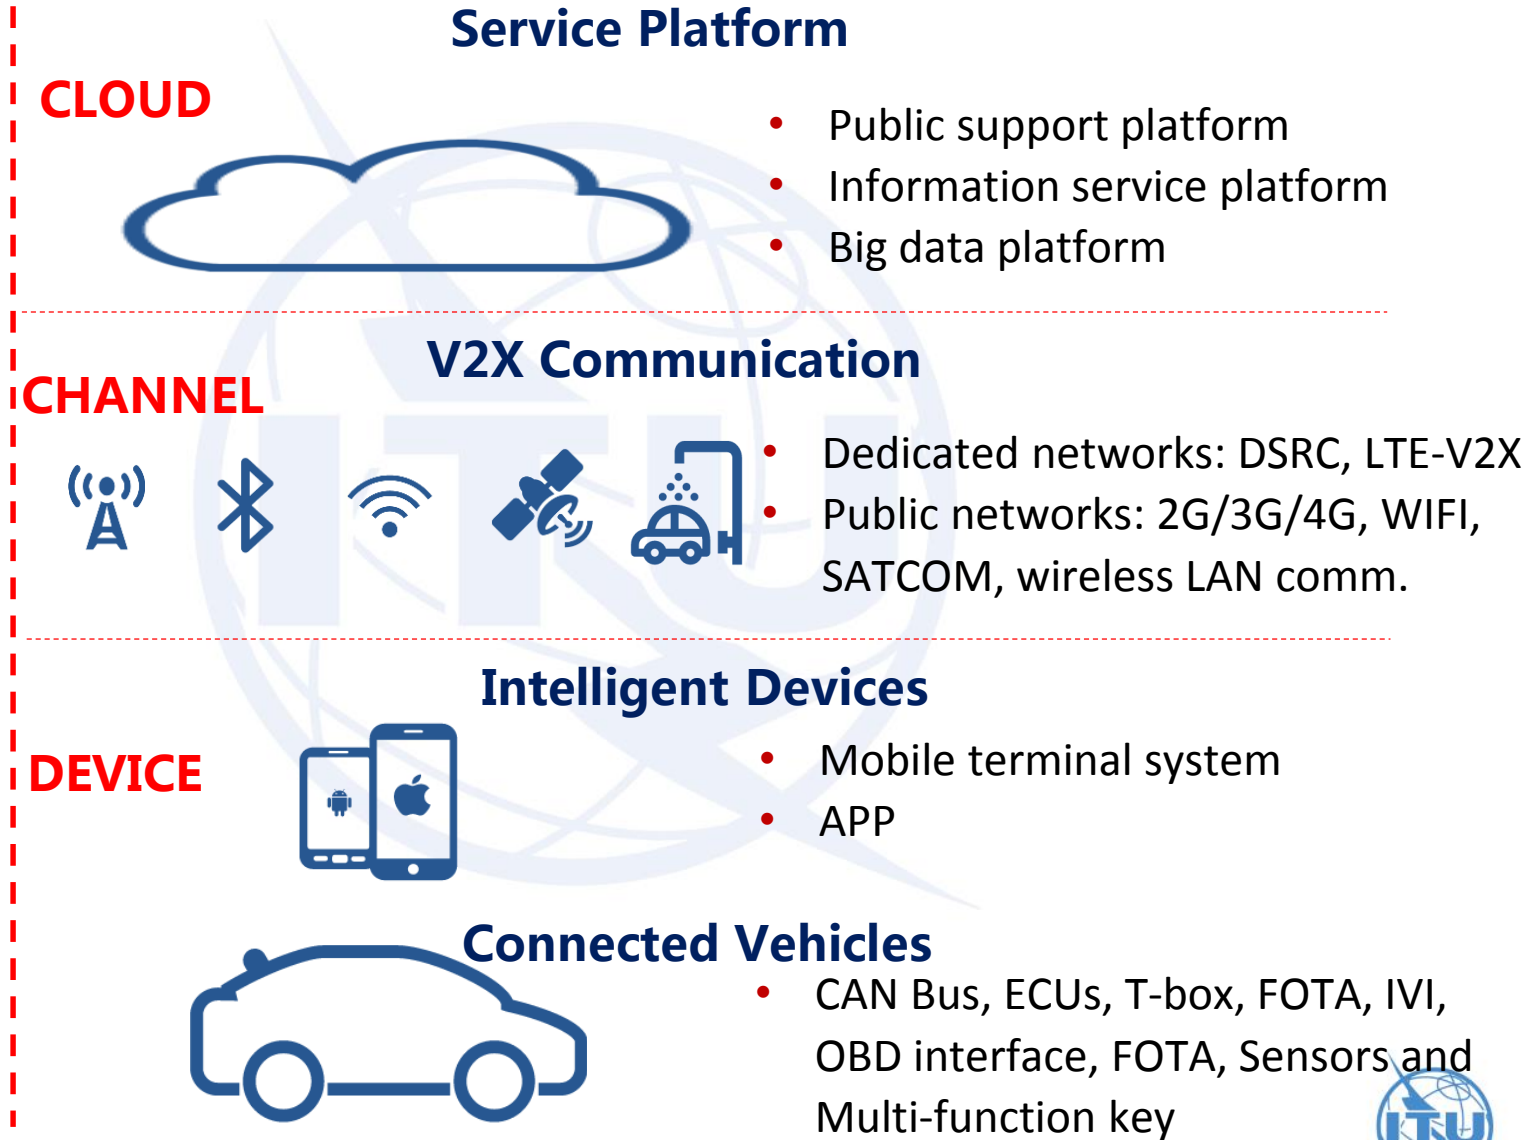 Service Platform
CLOUD
• Public support platform
• Information service platform
• Big data platform
V2X Communication
CHANNEL
• Dedicated networks: DSRC, LTE-V2X
• Public networks: 2G/3G/4G, WIFI,
SATCOM, wireless LAN comm.
Intelligent Devices
DEVICE
• Mobile terminal system
• APP
Connected Vehicles
• CAN Bus, ECUs, T-box, FOTA, IVI,
OBD interface, FOTA, Sensors and
Multi-function key
ITU
ITU